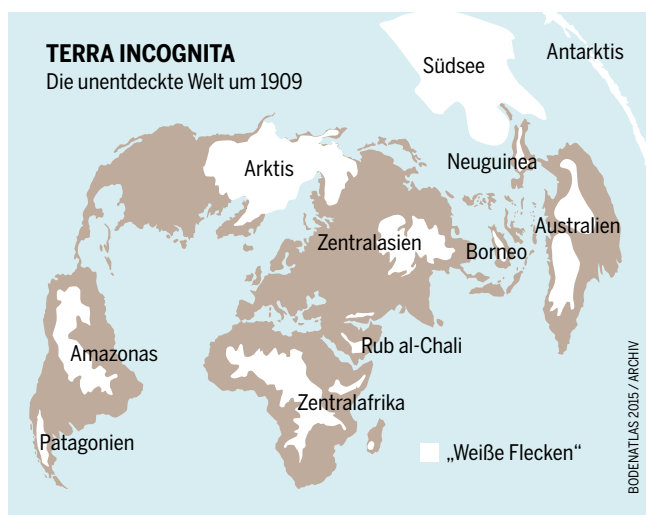 TERRA INCOGNITA
Die unentdeckte Welt um 1909
Südsee
Antarktis
Arktis
Neuguinea
Zentralasien
Borneo
Australien
Amazonas
Rub al-Chali
Zentralafrika
Patagonien
„Weiße Flecken“
BODENATLAS 2015 / ARCHIV